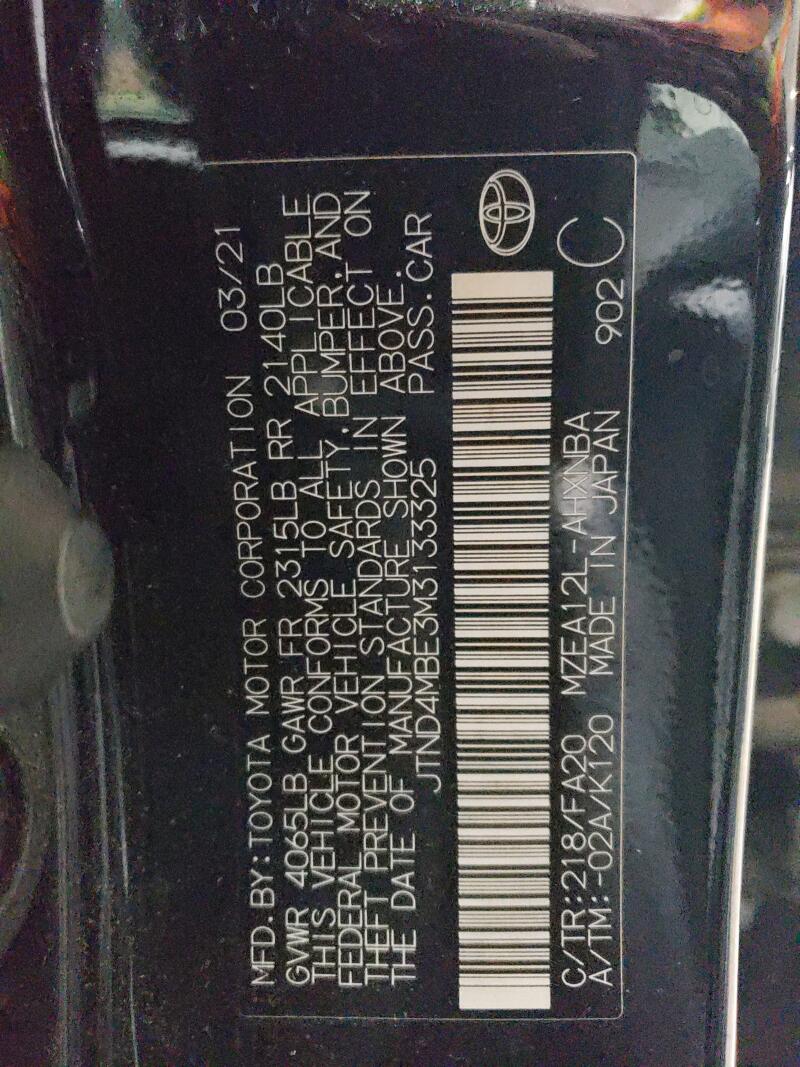 MFD.BY:TOYOTA MOTOR CORPORATION 03/21
GVWR 4065LB GAWR FR 2315LB RR 2140LB
THIS VEHICLE CONFORMS TO ALL APPLICABLE
FEDERAL MOTOR VEHICLE SAFETY,BUMPER,AND
THEFT PREVENTION STANDARDS IN EFFECT ON
THE DATE OF MANUFACTURE SHOWN ABOVE.
JTND4MBE3M3133325 PASS.CAR
C/TR:218/FA20 MZEA12L-AHXNBA
A/TM:-02A/K120 MADE IN JAPAN 902 C